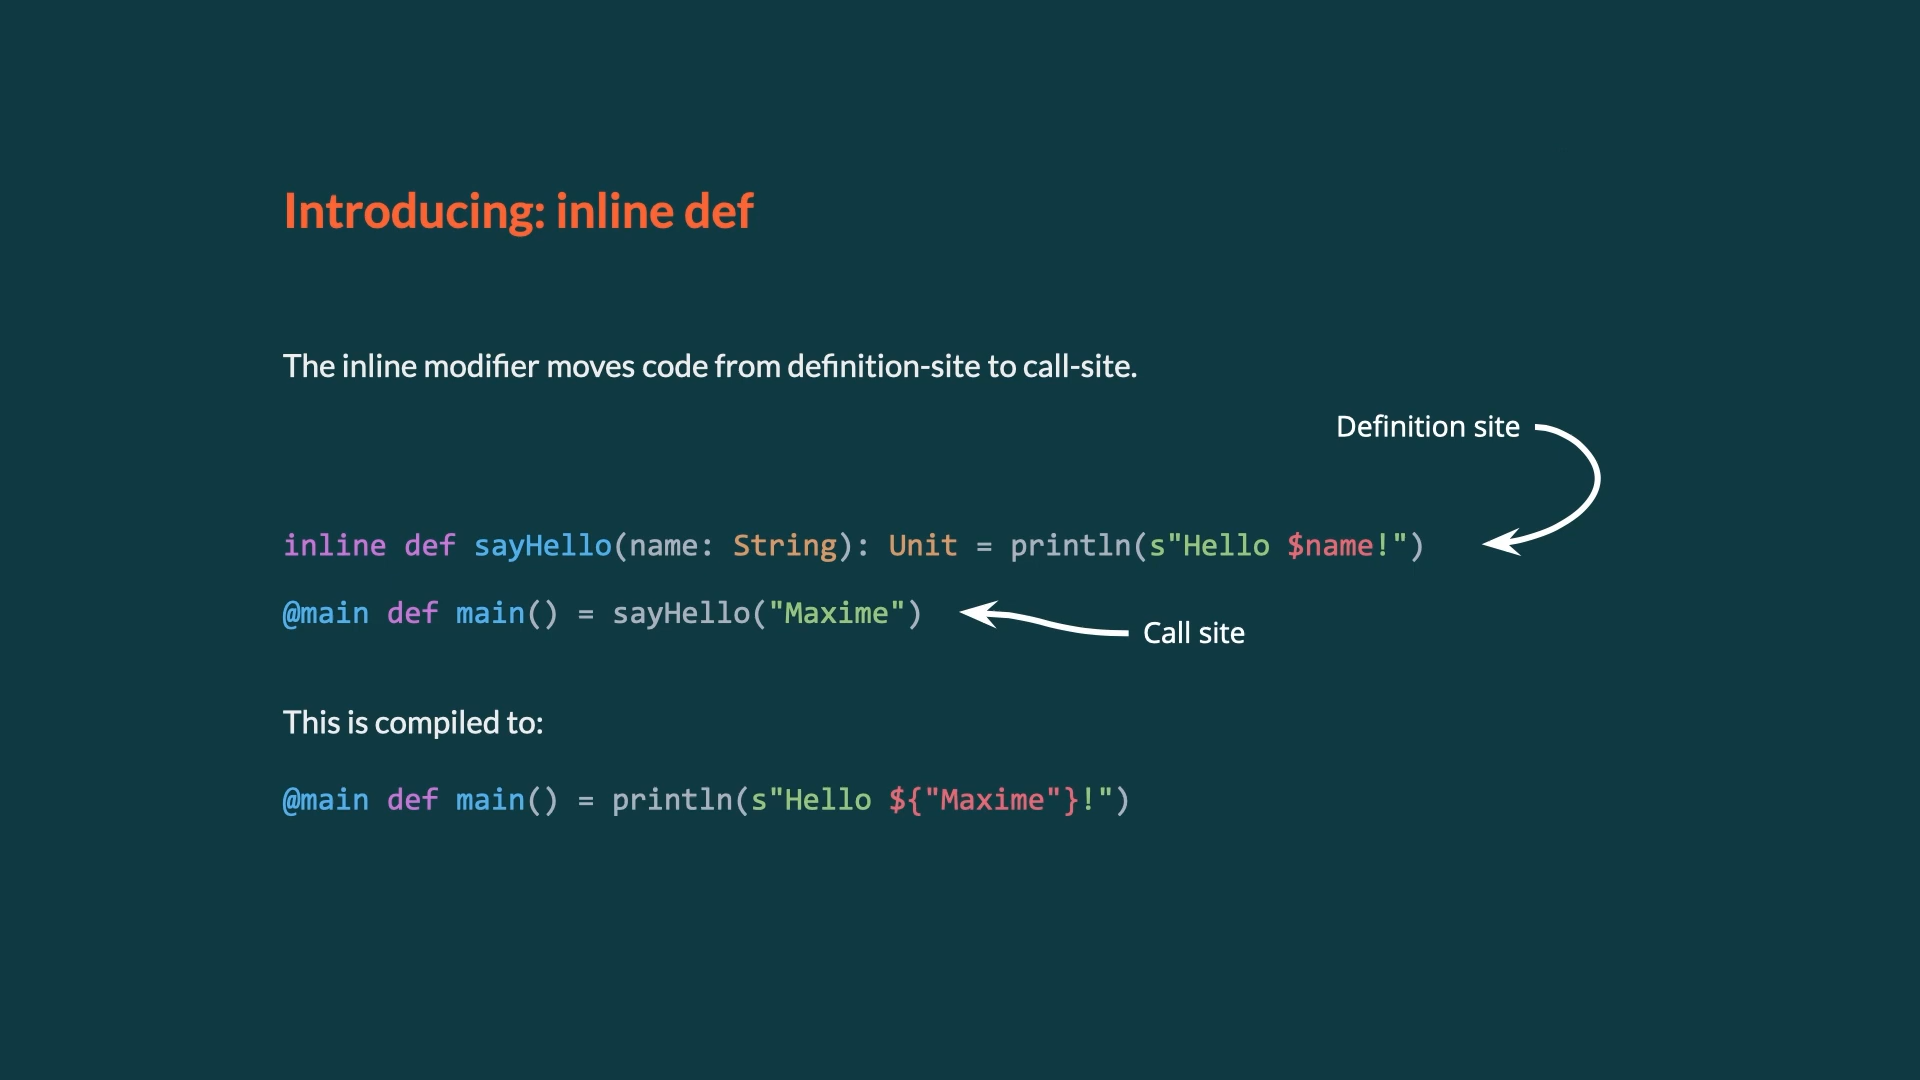 Introducing: inline def
The inline modifier moves code from definition-site to call-site.
Definition site
inline def sayHello(name: String): Unit = println(s"Hello $name!")
@main def main() = sayHello("Maxime")
Call site
This is compiled to:
@main def main() = println(s"Hello ${"Maxime"}!")